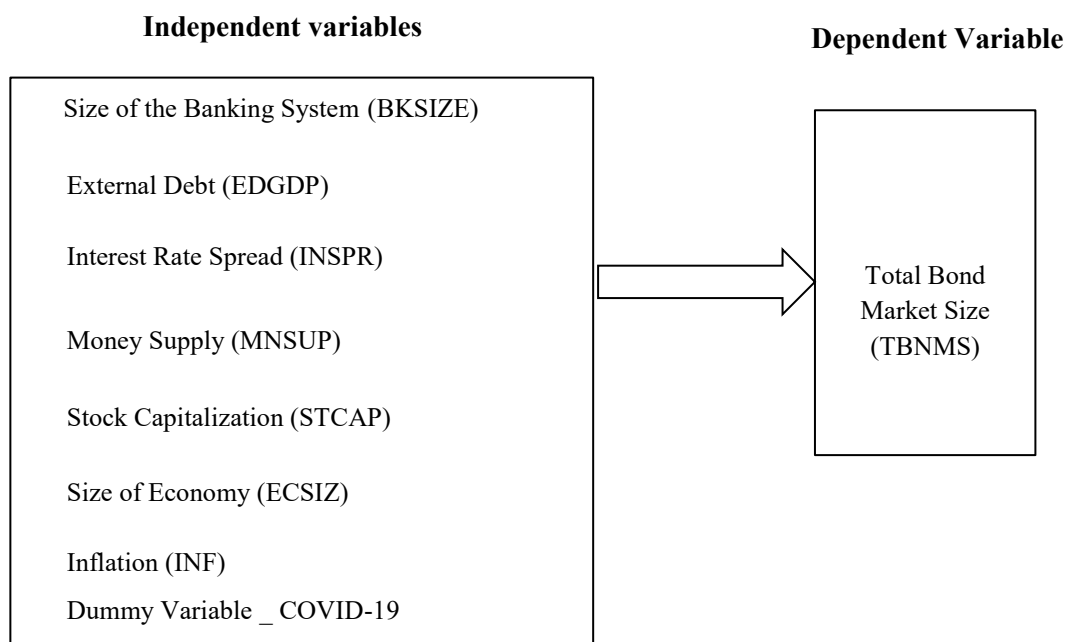 Independent variables
Dependent Variable
Size of the Banking System (BKSIZE)
External Debt (EDGDP)
Interest Rate Spread (INSPR)
Money Supply (MNSUP)
Stock Capitalization (STCAP)
Size of Economy (ECSIZ)
Inflation (INF)
Dummy Variable _ COVID-19
Total Bond
Market Size
(TBNMS)